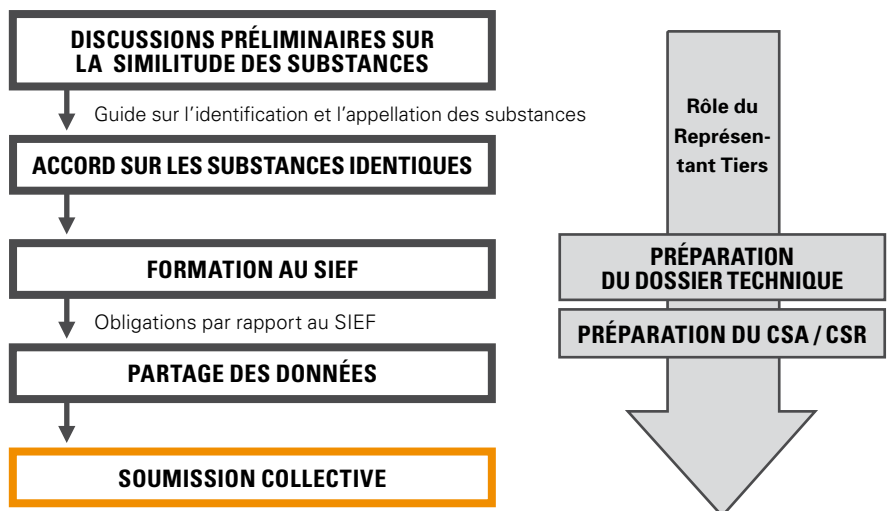 DISCUSSIONS PRÉLIMINAIRES SUR
LA SIMILITUDE DES SUBSTANCES
Guide sur l'identification et l'appellation des substances
ACCORD SUR LES SUBSTANCES IDENTIQUES
FORMATION AU SIEF
Obligations par rapport au SIEF
PARTAGE DES DONNÉES
SOUMISSION COLLECTIVE
Rôle du
Représen-
tant Tiers
PRÉPARATION
DU DOSSIER TECHNIQUE
PRÉPARATION DU CSA / CSR